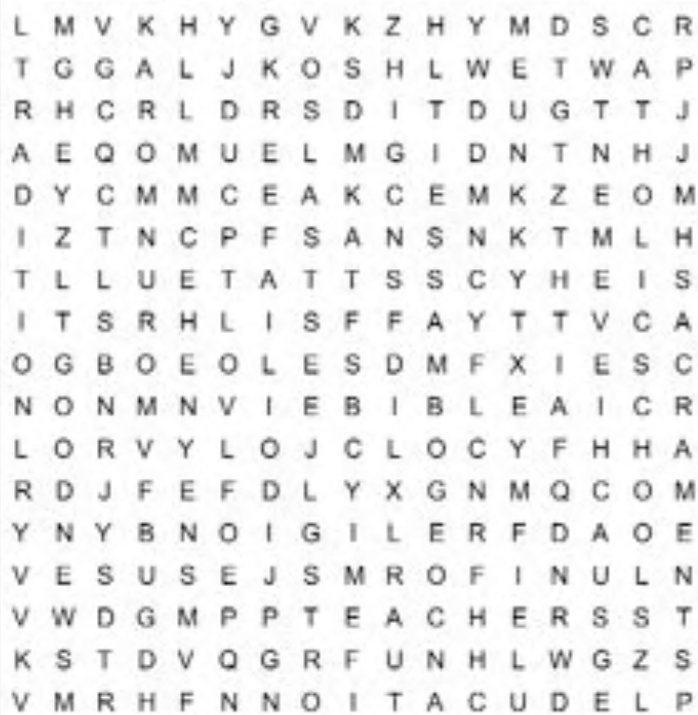 L M V K H Y G V K Z H Y M D S C R
T G G A L J K O S H L W E T W A P
R H C R L D R S D I T D U G T T J
A E Q O M U E L M G I D N T N H J
D Y C M M C E A K C E M K Z E O M
I Z T N C P F S A N S N K T M L H
T L L U E T A T T S S C Y H E I S
I T S R H L I S F F A Y T T V C A
O G B O E O L E S D M F X I E S C
N O N M N V I E B I B L E A I C R
L O R V Y L O J C L O C Y F H H A
R D J F E F D L Y X G N M Q C O M
Y N Y B N O I G I L E R F D A O E
V E S U S E J S M R O F I N U L N
V W D G M P P T E A C H E R S S T
K S T D V Q G R F U N H L W G Z S
V M R H F N N O I T A C U D E L P